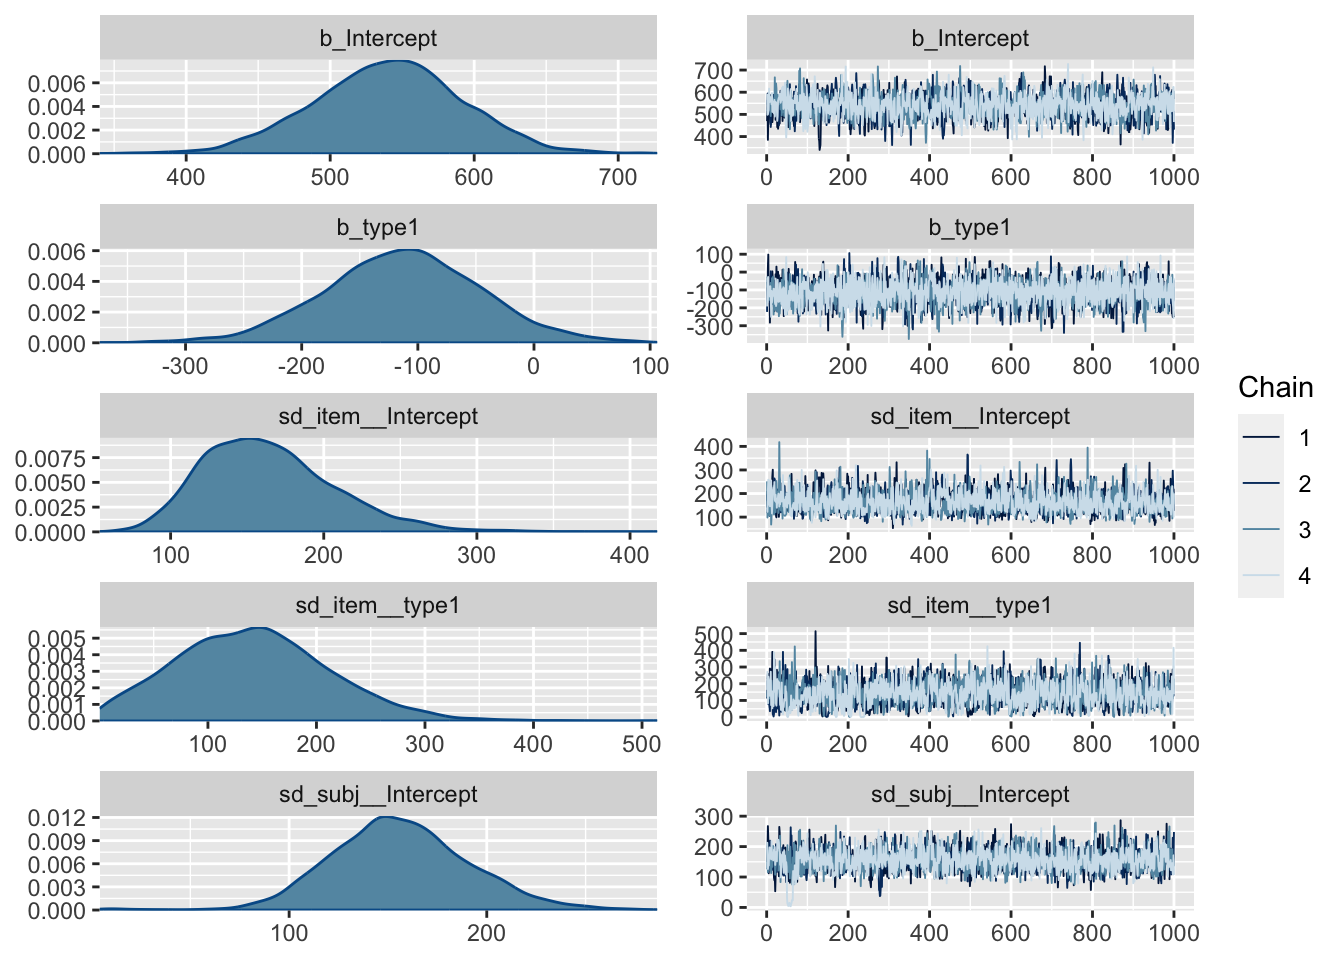 b_Intercept
0.006
0.004
0.002
0.000
400 500 600 700
b_Intercept
700
600
500
400
0 200 400 600 800 1000
b_type1
0.006
0.004
0.002
0.000
-300 -200 -100 0 100
b_type1
100
0
-100
-200
-300
0 200 400 600 800 1000
sd_item__Intercept
0.0075
0.0050
0.0025
0.0000
100 200 300 400
sd_item__Intercept
400
300
200
100
0 200 400 600 800 1000
sd_item__type1
0.005
0.004
0.003
0.002
0.001
0.000
100 200 300 400 500
sd_item__type1
500
400
300
200
100
0
0 200 400 600 800 1000
sd_subj__Intercept
0.012
0.009
0.006
0.003
0.000
100 200
sd_subj__Intercept
300
200
100
0
0 200 400 600 800 1000
Chain
1
2
3
4